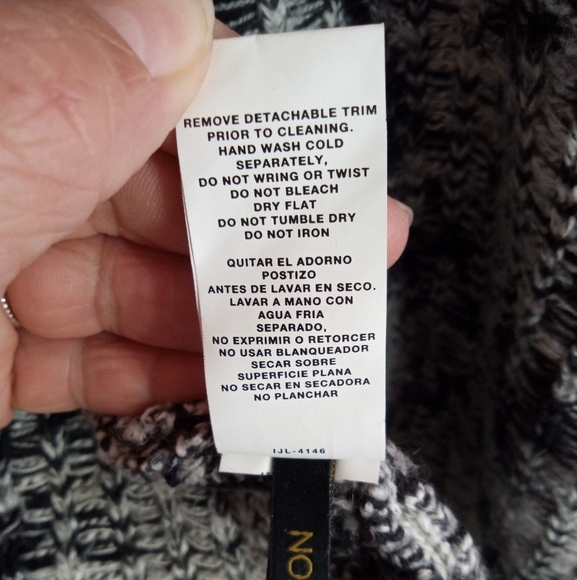 REMOVE DETACHABLE TRIM
PRIOR TO CLEANING.
HAND WASH COLD
SEPARATELY,
DO NOT WRING OR TWIST
DO NOT BLEACH
DRY FLAT
DO NOT TUMBLE DRY
DO NOT IRON
QUITAR EL ADORNO
POSTIZO
ANTES DE LAVAR EN SECO.
LAVAR A MANO CON
AGUA FRIA
SEPARADO,
NO EXPRIMIR O RETORCER
NO USAR BLANQUEADOR
SECAR SOBRE
SUPERFICIE PLANA
NO SECAR EN SECADORA
NO PLANCHAR
IJL-4146
NO